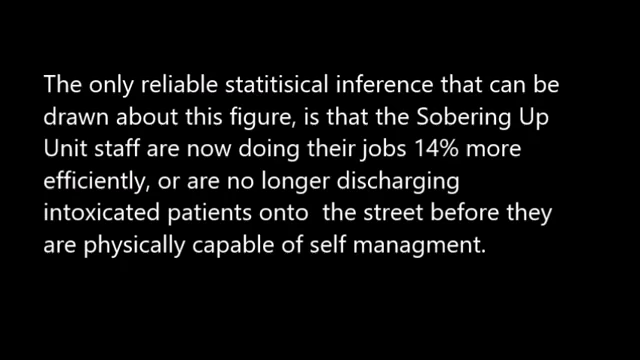 The only reliable statitisical inference that can be
drawn about this figure, is that the Sobering Up
Unit staff are now doing their jobs 14% more
efficiently, or are no longer discharging
intoxicated patients onto  the street before they
are physically capable of self managment.